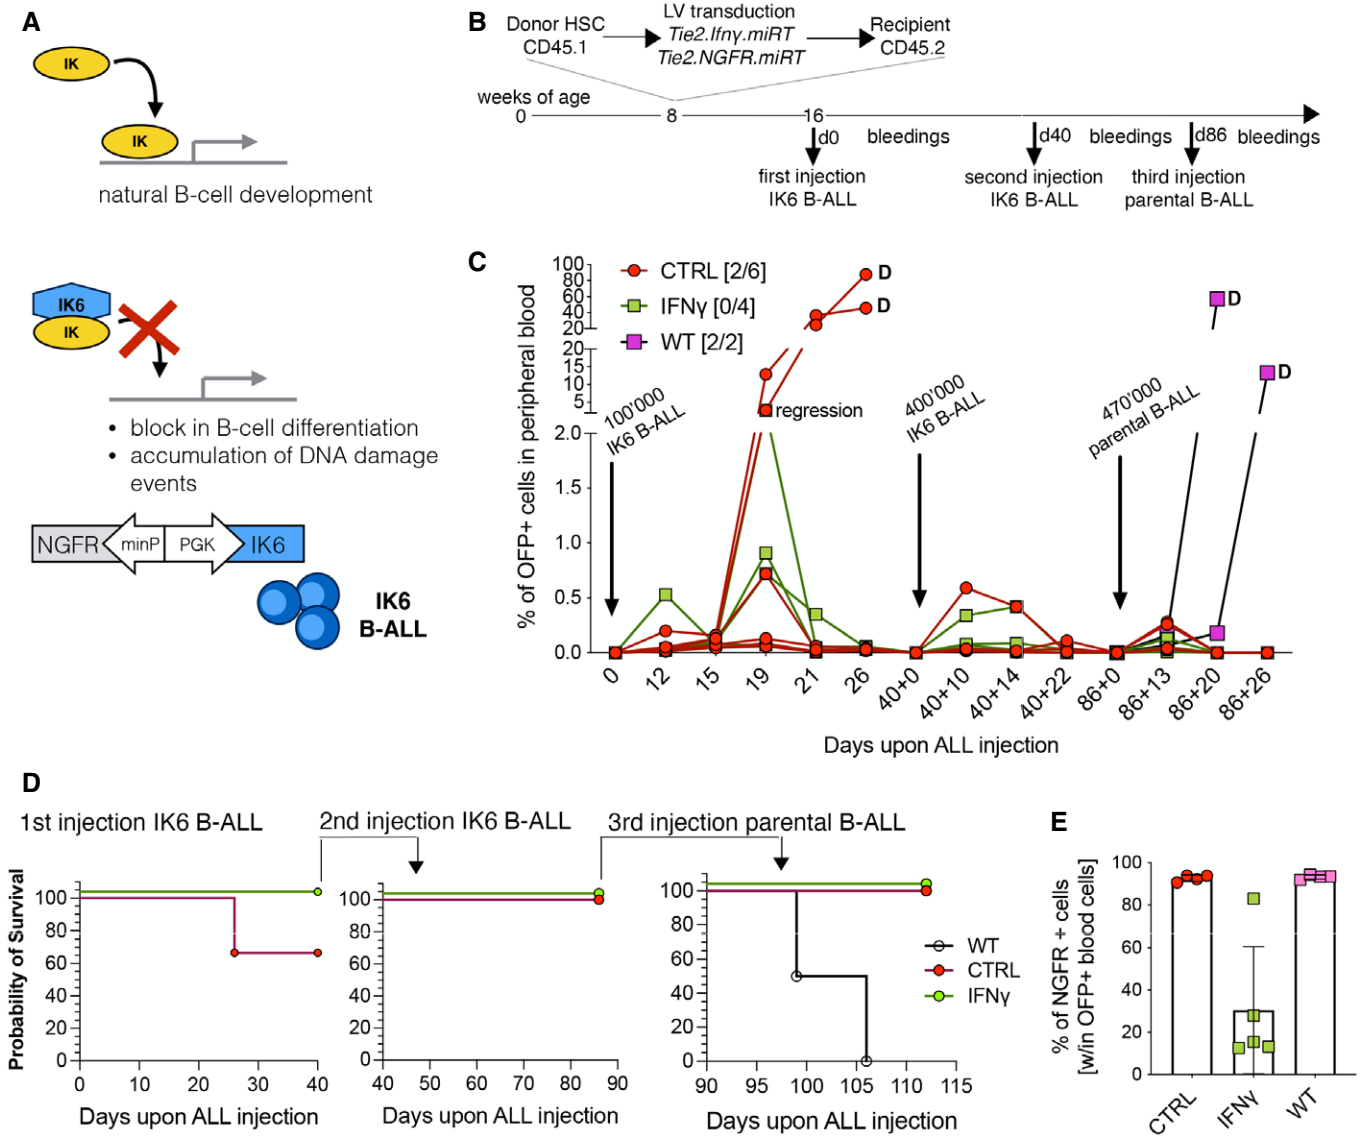 A
IK
IK
natural B-cell development
IK6
IK
• block in B-cell differentiation
• accumulation of DNA damage
events
NGFR
minP
PGK
IK6
IK6
B-ALL
B
Donor HSC
CD45.1
LV transduction
Tie2.Ifnγ.miRT
Tie2.NGFR.miRT
Recipient
CD45.2
weeks of age
0
8
16
d0
bleedings
d40
bleedings
d86
bleedings
first injection
IK6 B-ALL
second injection
IK6 B-ALL
third injection
parental B-ALL
C
% of OFP+ cells in peripheral blood
100
80
60
40
20
20
15
10
5
2.0
1.5
1.0
0.5
0.0
CTRL [2/6]
IFNγ [0/4]
WT [2/2]
D
D
D
D
regression
100'000
IK6 B-ALL
400'000
IK6 B-ALL
470'000
parental B-ALL
0
12
15
19
21
26
40+0
40+10
40+14
40+22
86+0
86+13
86+20
86+26
Days upon ALL injection
D
1st injection IK6 B-ALL
2nd injection IK6 B-ALL
3rd injection parental B-ALL
Probability of Survival
100
80
60
40
20
0
0
10
20
30
40
Days upon ALL injection
100
80
60
40
20
0
40
50
60
70
80
90
Days upon ALL injection
100
80
60
40
20
0
90
95
100
105
110
115
Days upon ALL injection
WT
CTRL
IFNγ
E
% of NGFR + cells
[w/in OFP+ blood cells]
100
80
60
40
20
0
CTRL
IFNγ
WT